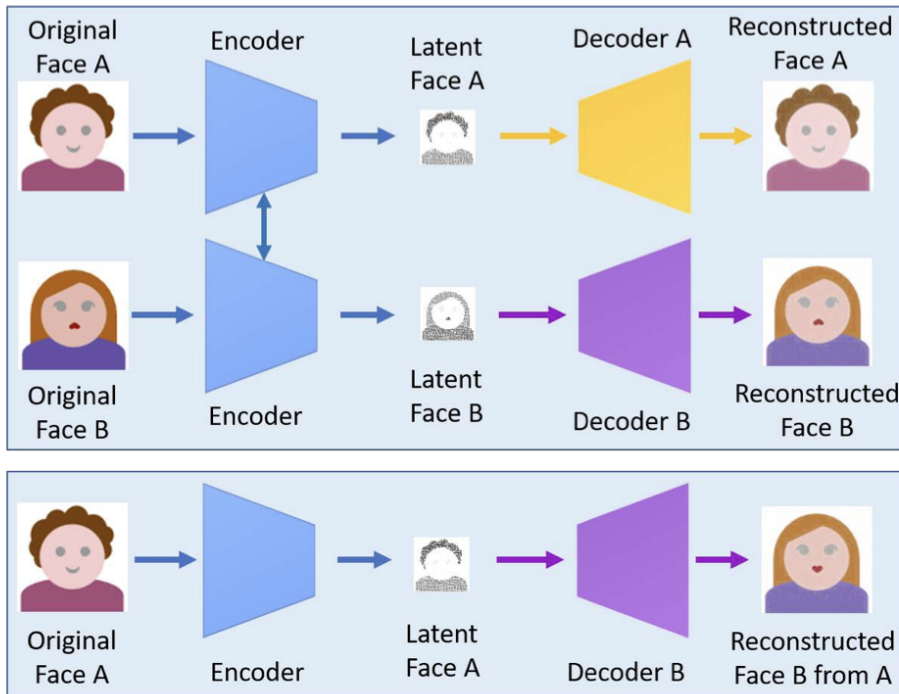 Original
Face A
Encoder
Latent
Face A
Decoder A
Reconstructed
Face A
Original
Face B
Encoder
Latent
Face B
Decoder B
Reconstructed
Face B
Original
Face A
Encoder
Latent
Face A
Decoder B
Reconstructed
Face B from A